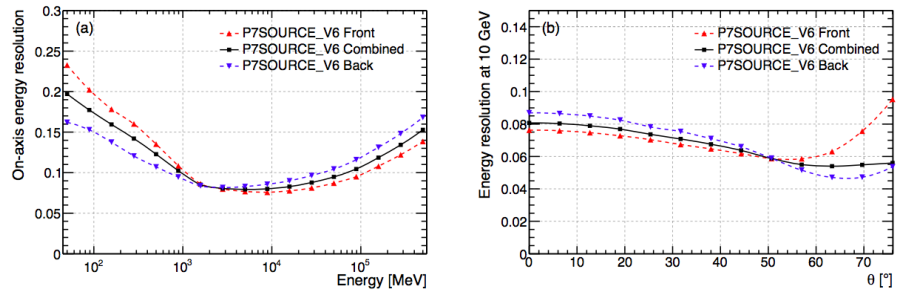 (a)
P7SOURCE_V6 Front
P7SOURCE_V6 Combined
P7SOURCE_V6 Back
On-axis energy resolution
0.3
0.25
0.2
0.15
0.1
0.05
0
10²
10³
10⁴
10⁵
Energy [MeV]
(b)
P7SOURCE_V6 Front
P7SOURCE_V6 Combined
P7SOURCE_V6 Back
Energy resolution at 10 GeV
0.14
0.12
0.1
0.08
0.06
0.04
0.02
0
0
10
20
30
40
50
60
70
θ [°]